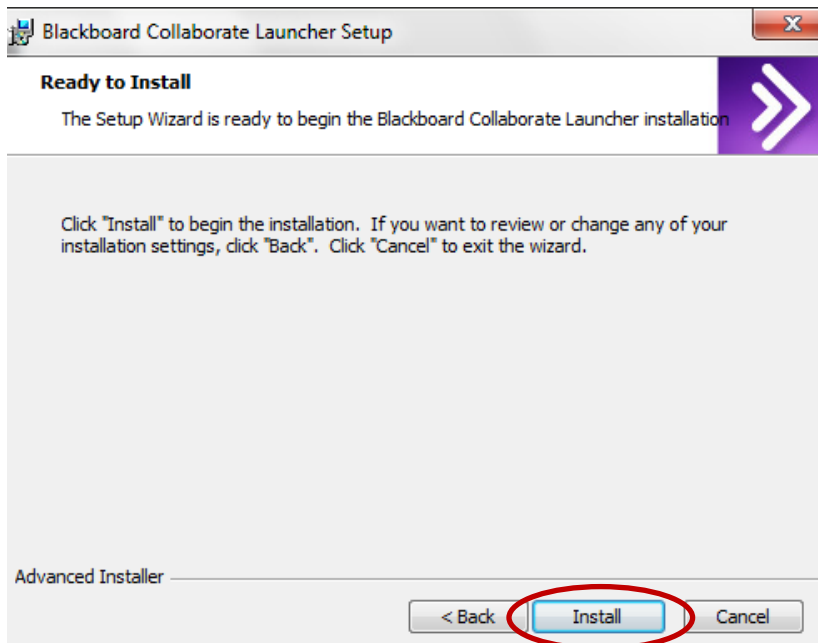 Blackboard Collaborate Launcher Setup
Ready to Install
The Setup Wizard is ready to begin the Blackboard Collaborate Launcher installation
Click "Install" to begin the installation. If you want to review or change any of your
installation settings, click "Back". Click "Cancel" to exit the wizard.
Advanced Installer
< Back Install Cancel